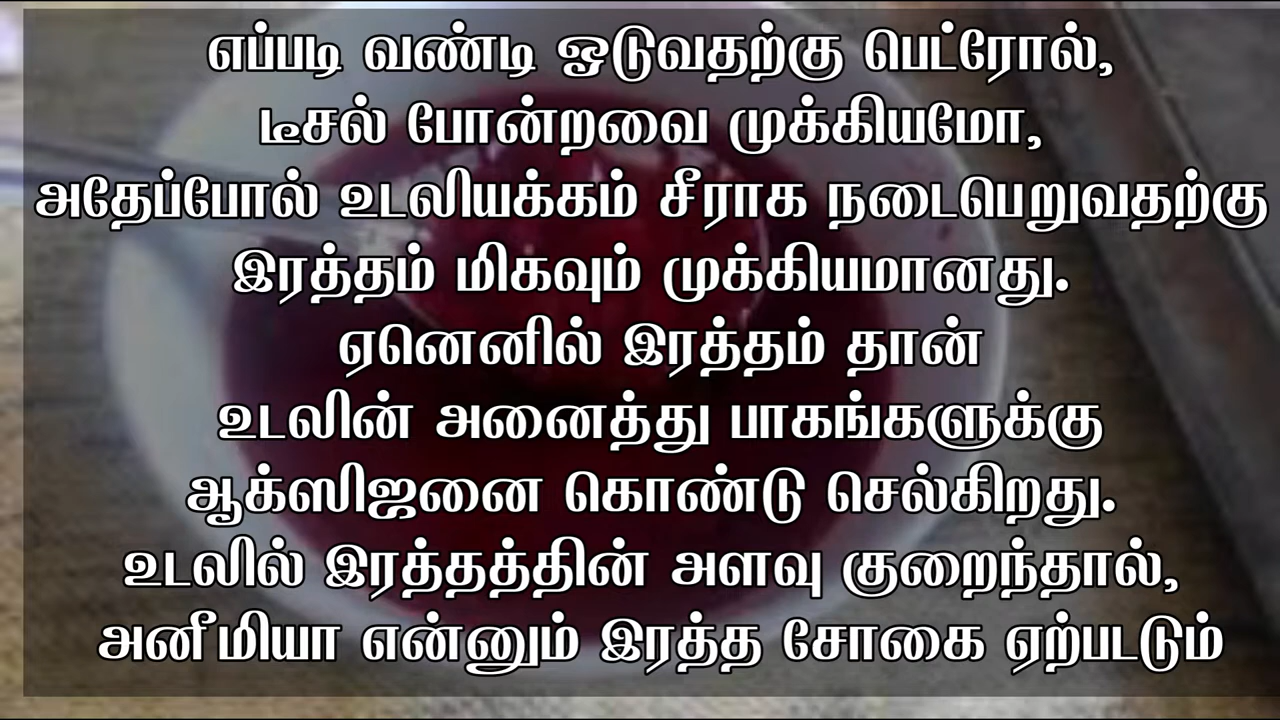 எப்படி வண்டி ஓடுவதற்கு பெட்ரோல்,
டீசல் போன்றவை முக்கியமோ,
அதேப்போல் உடலியக்கம் சீராக நடைபெறுவதற்கு
இரத்தம் மிகவும் முக்கியமானது.
ஏனெனில் இரத்தம் தான்
உடலின் அனைத்து பாகங்களுக்கு
ஆக்ஸிஜனை கொண்டு செல்கிறது.
உடலில் இரத்தத்தின் அளவு குறைந்தால்,
அனீமியா என்னும் இரத்த சோகை ஏற்படடும்